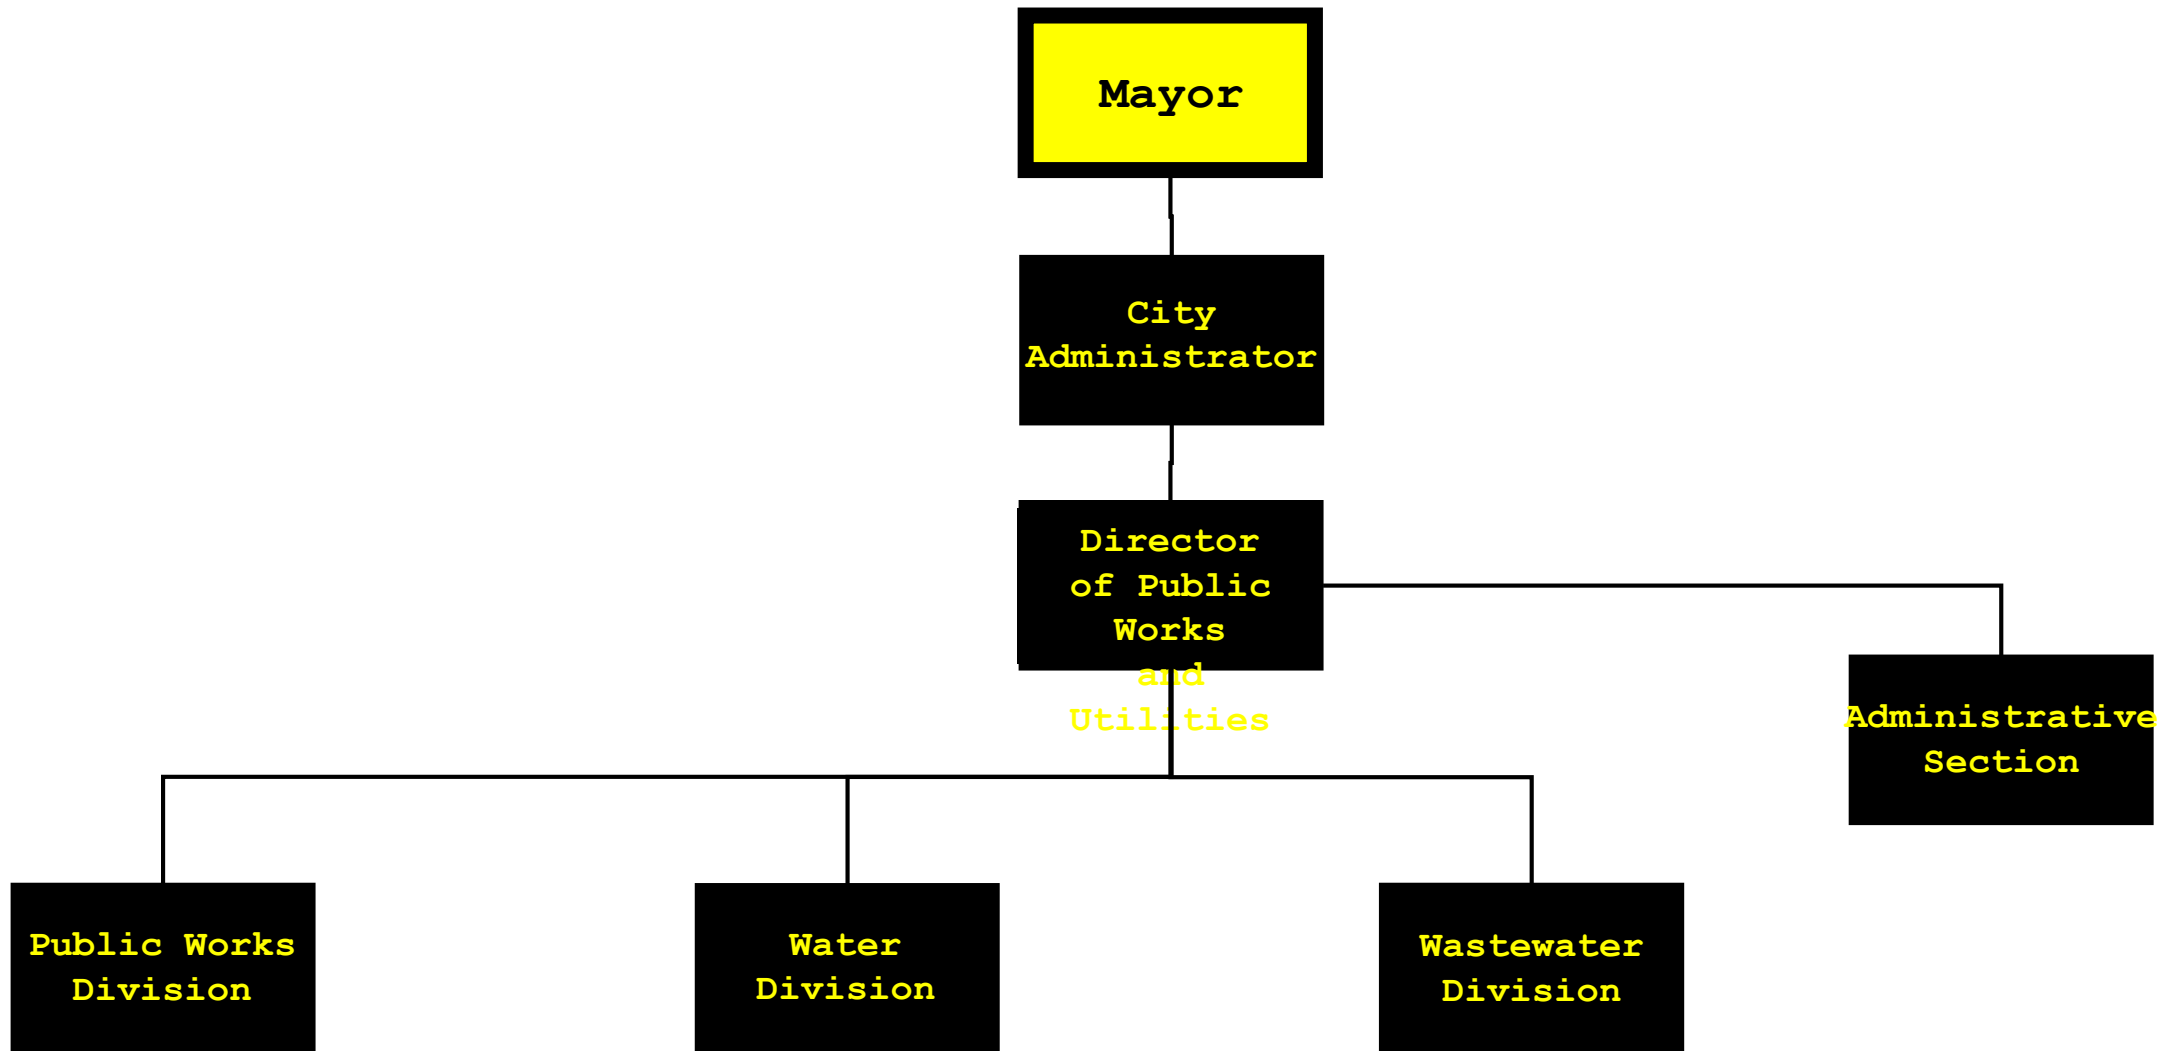 Mayor
City
Administrator
Director
of Public
Works
and
Utilities
Administrative
Section
Public Works
Division
Water
Division
Wastewater
Division